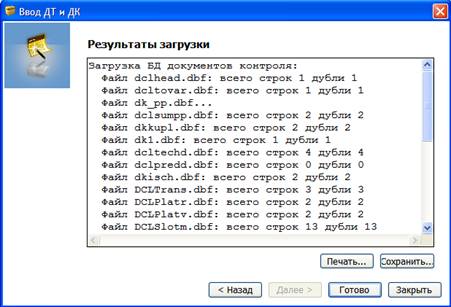 Ввод ДТ и ДК
Результаты загрузки
Загрузка БД документов контроля:
Файл dclhead.dbf: всего строк 1 дубли 1
Файл dcltovar.dbf: всего строк 1 дубли 1
Файл dk_pp.dbf...
Файл dclsumpp.dbf: всего строк 2 дубли 2
Файл dkkupl.dbf: всего строк 2 дубли 2
Файл dk1.dbf: всего строк 1 дубли 1
Файл dcltechd.dbf: всего строк 4 дубли 4
Файл dclpredd.dbf: всего строк 0 дубли 0
Файл dkisch.dbf: всего строк 2 дубли 2
Файл DCLTrans.dbf: всего строк 3 дубли 3
Файл DCLPlatr.dbf: всего строк 2 дубли 2
Файл DCLPlatv.dbf: всего строк 2 дубли 2
Файл DCLSlotm.dbf: всего строк 13 дубли 13
Печать... Сохранить...
< Назад Далее > Готово Закрыть